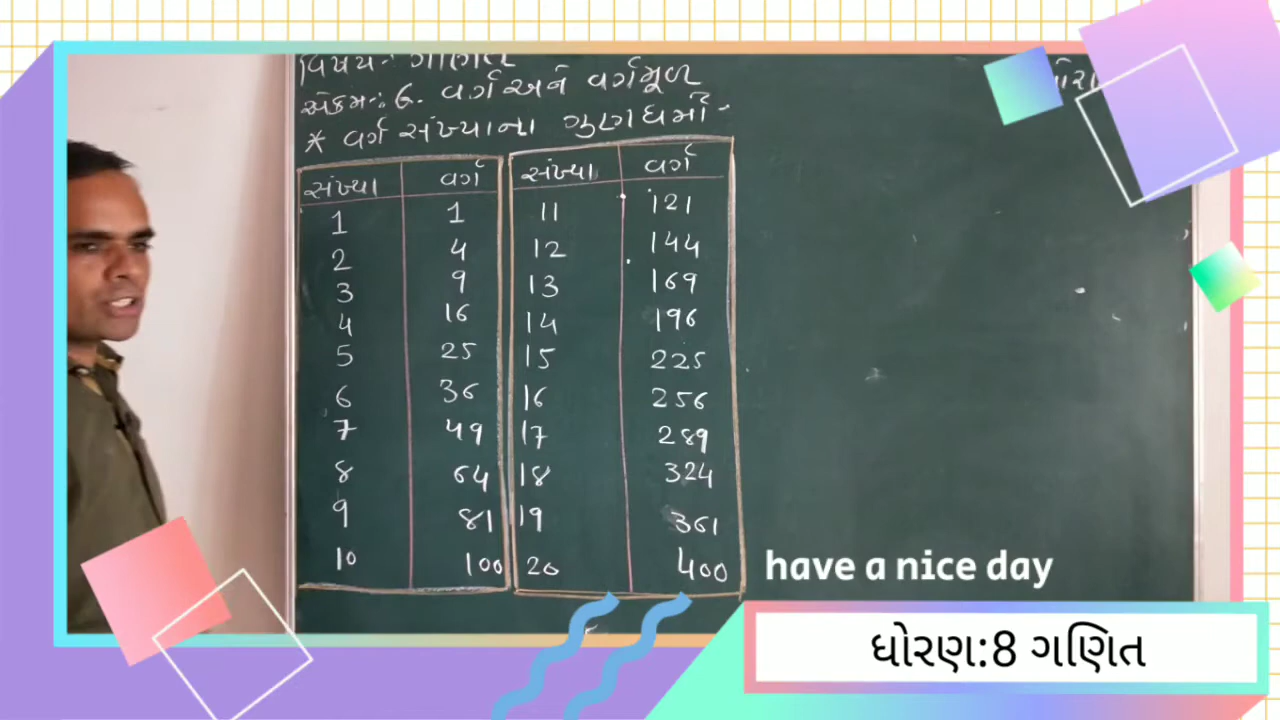 વિષય:- ગણિત
એકમ:- 6. વર્ગ અને વર્ગમૂળ
* વર્ગ સંખ્યાના ગુણધર્મો -
સંખ્યા વર્ગ સંખ્યા વર્ગ
1 1 11 121
2 4 12 144
3 9 13 169
4 16 14 196
5 25 15 225
6 36 16 256
7 49 17 289
8 64 18 324
9 81 19 361
10 100 20 400
have a nice day
ધોરણ:8 ગણિત